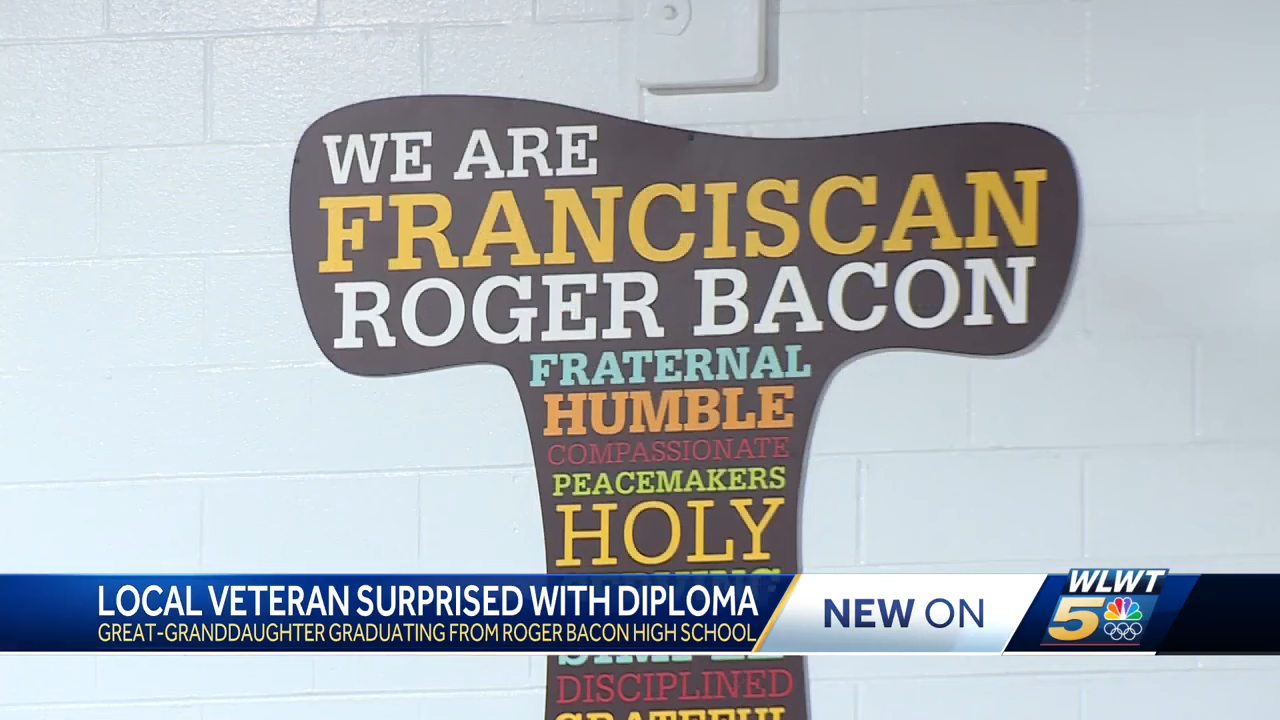 WE ARE
FRANCISCAN
ROGER BACON
FRATERNAL
HUMBLE
COMPASSIONATE
PEACEMAKERS
HOLY
LOCAL VETERAN SURPRISED WITH DIPLOMA
GREAT-GRANDDAUGHTER GRADUATING FROM ROGER BACON HIGH SCHOOL
NEW ON
WLWT
5
DISCIPLINED